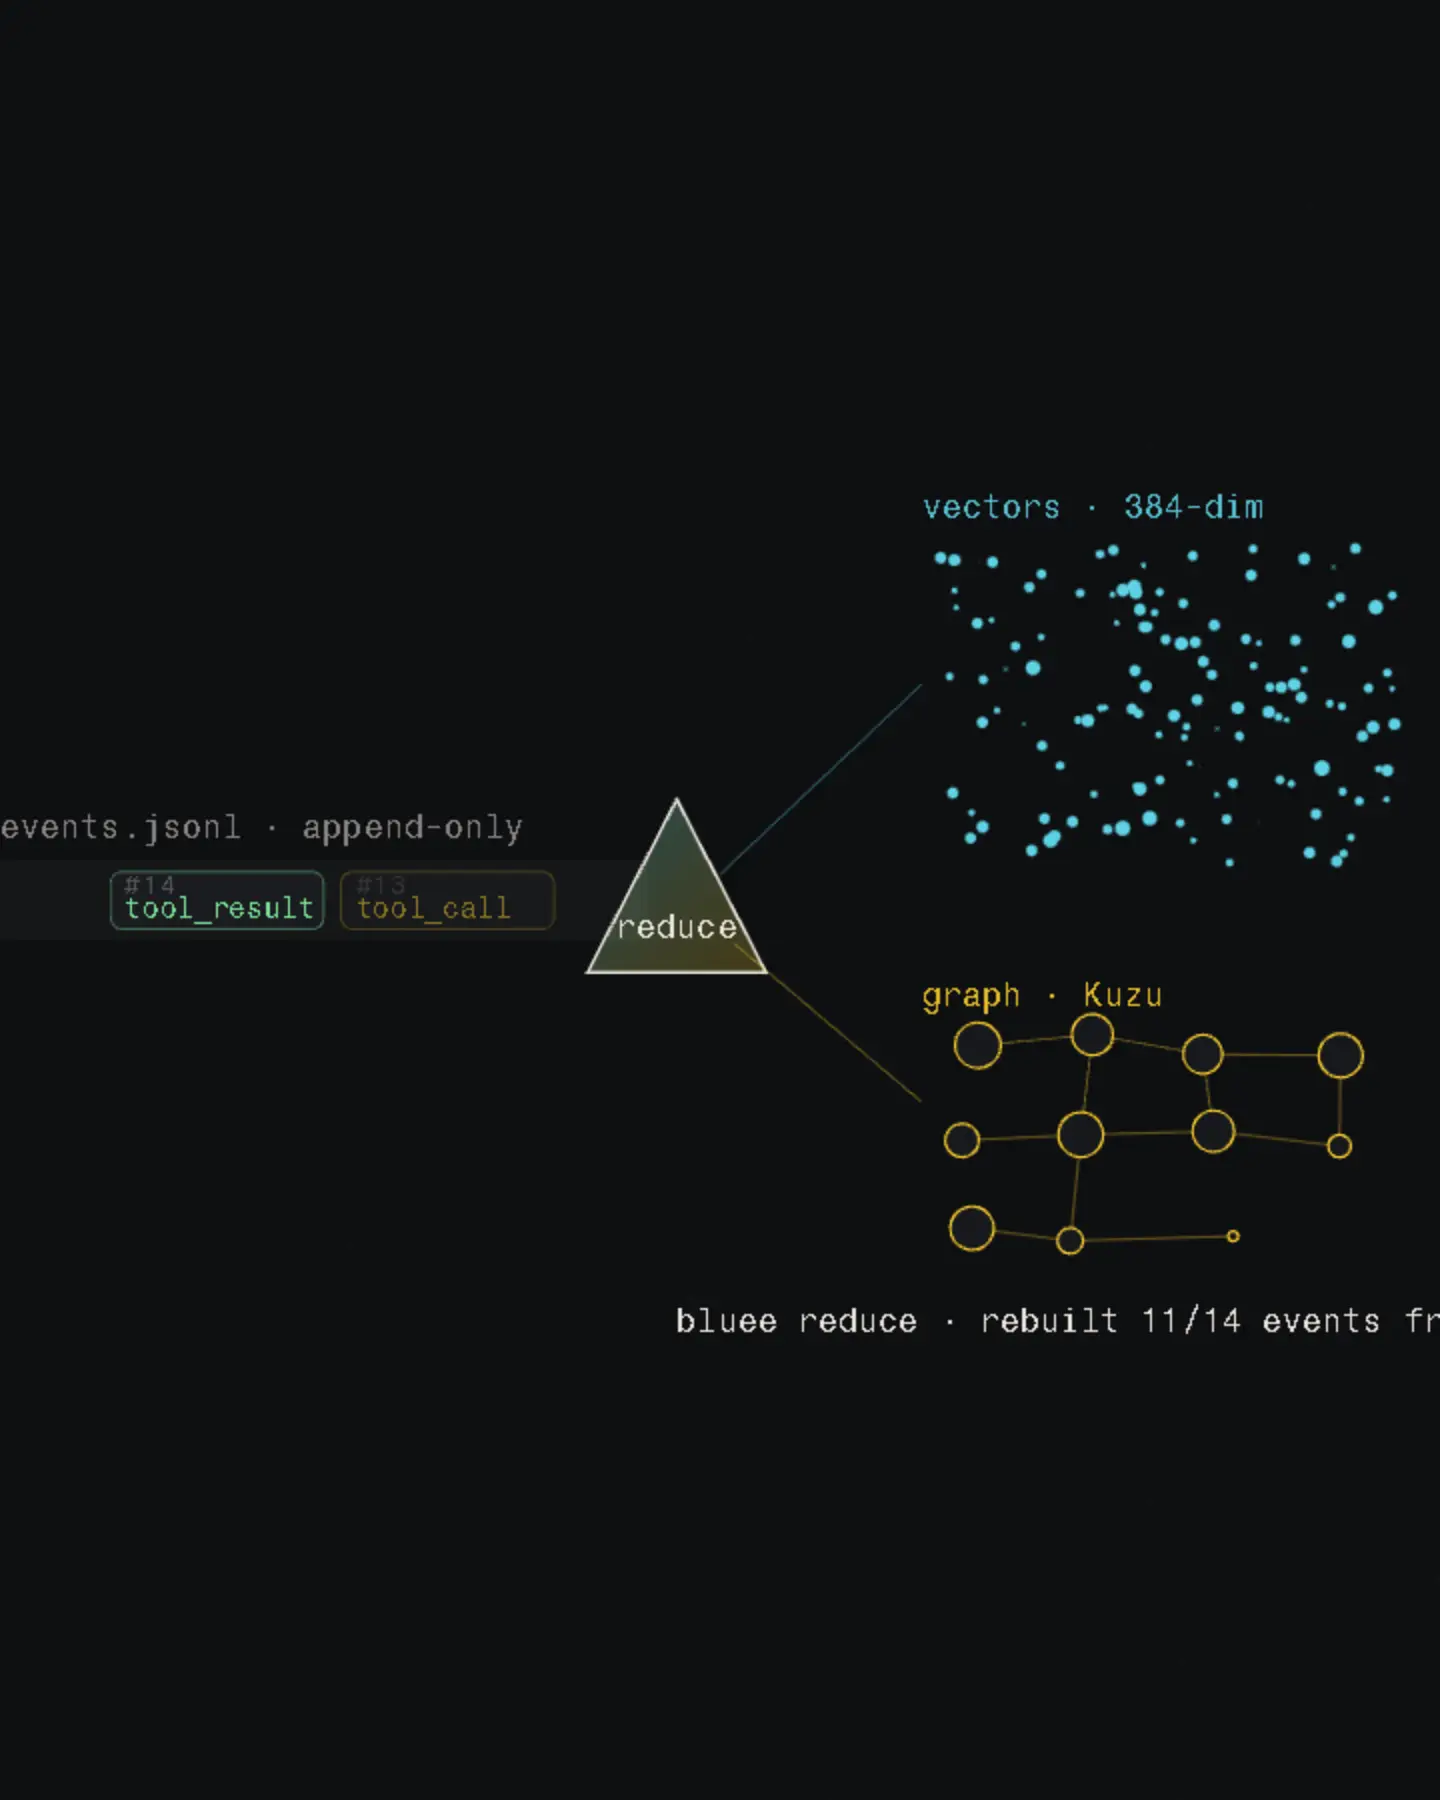 vectors · 384-dim
events.jsonl · append-only
#14
tool_result
#13
tool_call
reduce
graph · Kuzu
bluee reduce · rebuilt 11/14 events fr